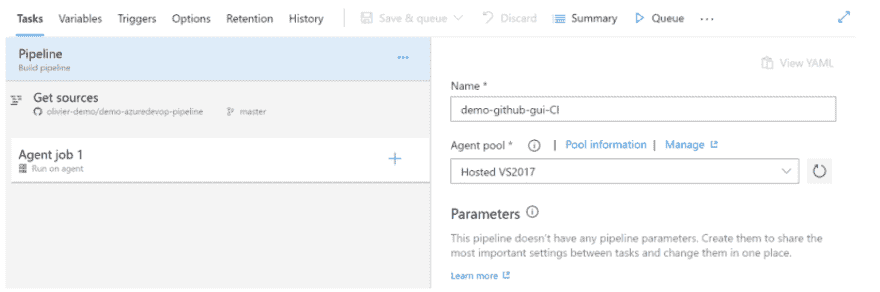 Tasks Variables Triggers Options Retention History Save & queue Discard Summary Queue ...
Pipeline
Build pipeline
Get sources
olivier-demo/demo-azuredevop-pipeline master
Agent job 1
Run on agent
View YAML
Name *
demo-github-gui-CI
Agent pool * | Pool information | Manage
Hosted VS2017
Parameters
This pipeline doesn't have any pipeline parameters. Create them to share the
most important settings between tasks and change them in one place.
Learn more